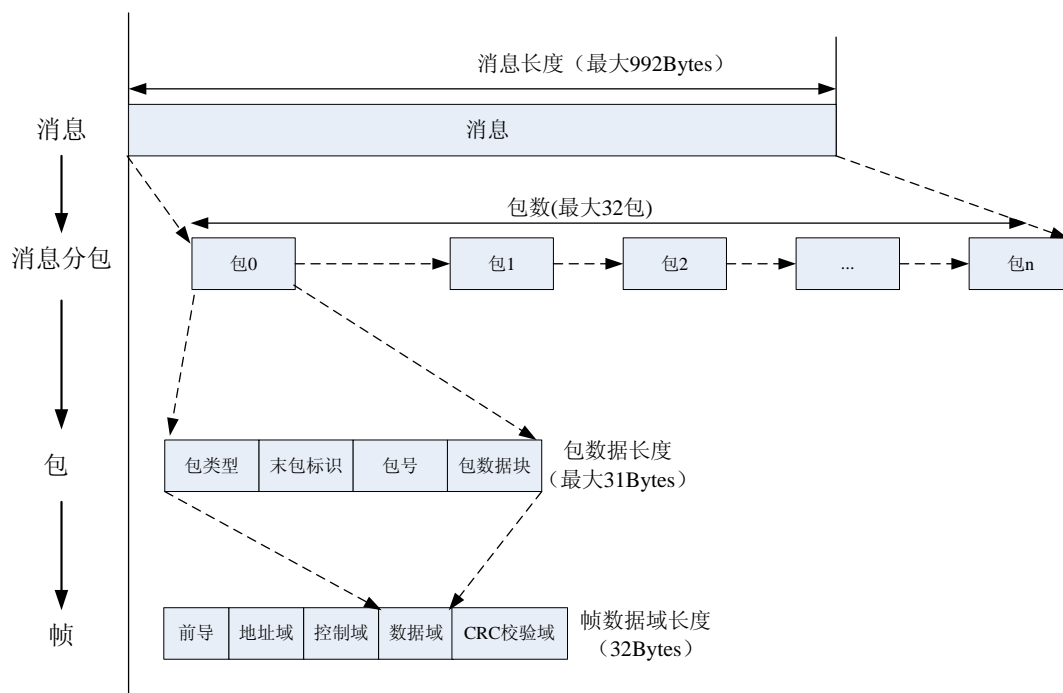 消息长度（最大992Bytes）
消息
消息
包数(最大32包)
消息分包
包0
包1
包2
...
包n
包
包类型
末包标识
包号
包数据块
包数据长度
（最大31Bytes）
帧
前导
地址域
控制域
数据域
CRC校验域
帧数据域长度
（32Bytes）